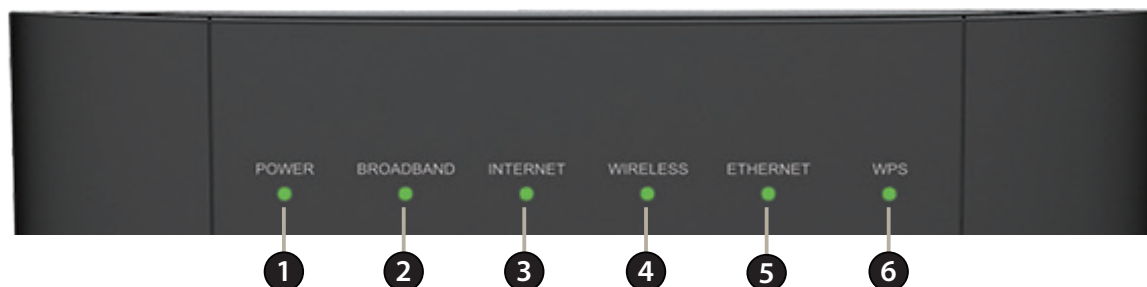 POWER BROADBAND INTERNET WIRELESS ETHERNET WPS
1 2 3 4 5 6